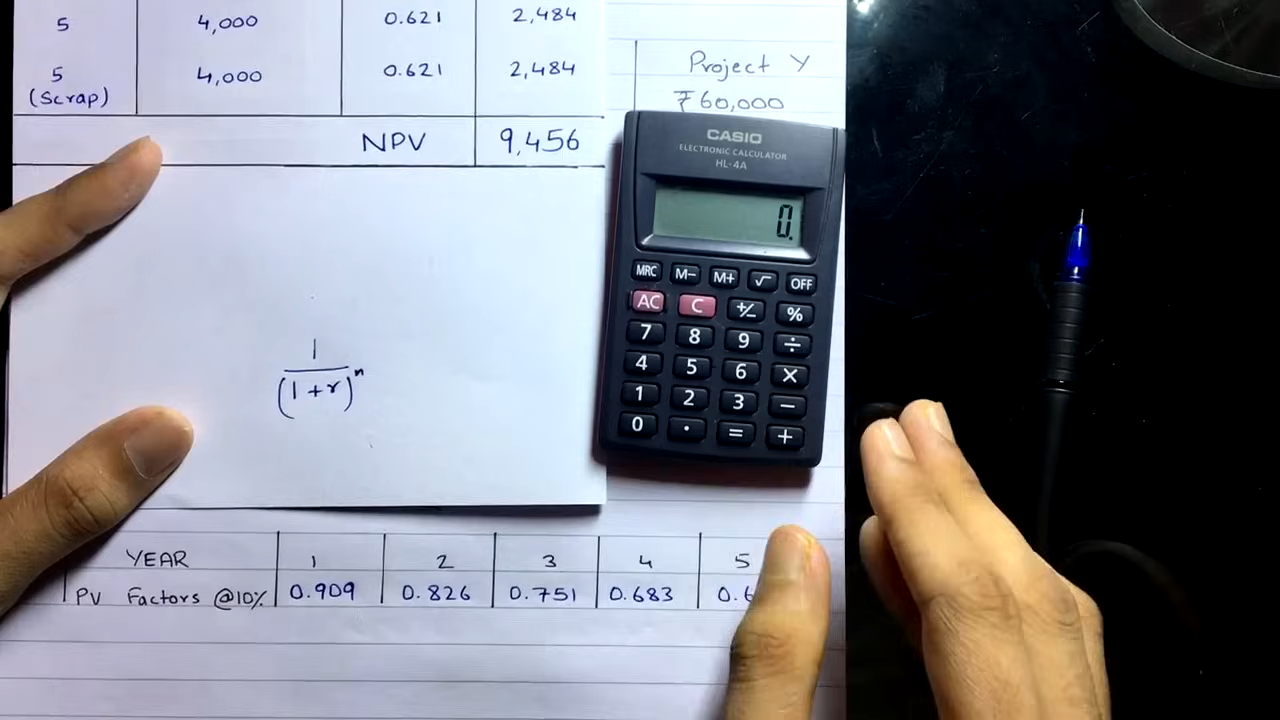 5 4,000 0.621 2,484
5 4,000 0.621 2,484
(Scrap)
NPV 9,456
Project Y
₹60,000
CASIO
ELECTRONIC CALCULATOR
HL-4A
0.
MRC M− M+ √ OFF
AC C +/− %
7 8 9 ÷
4 5 6 ×
1 2 3 −
0 . = +
1
(1+r)ⁿ
YEAR 1 2 3 4 5
PV Factors @10% 0.909 0.826 0.751 0.683 0.6